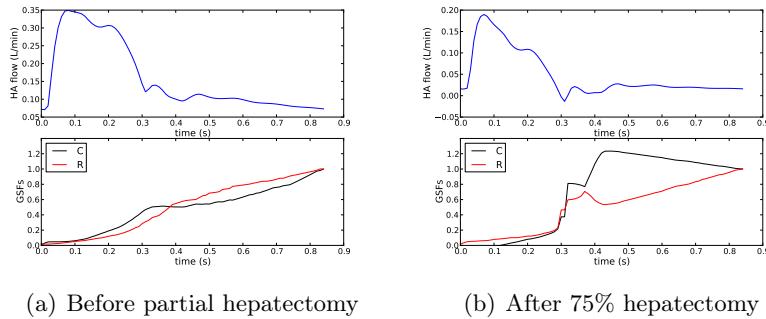 HA flow (L/min)
0.35
0.30
0.25
0.20
0.15
0.10
0.05
0.0 0.1 0.2 0.3 0.4 0.5 0.6 0.7 0.8 0.9
time (s)
GSFs
1.2
1.0
0.8
0.6
0.4
0.2
0.0
C
R
0.0 0.1 0.2 0.3 0.4 0.5 0.6 0.7 0.8 0.9
time (s)
(a) Before partial hepatectomy
HA flow (L/min)
0.20
0.15
0.10
0.05
0.00
−0.05
0.0 0.1 0.2 0.3 0.4 0.5 0.6 0.7 0.8 0.9
time (s)
GSFs
1.2
1.0
0.8
0.6
0.4
0.2
0.0
C
R
0.0 0.1 0.2 0.3 0.4 0.5 0.6 0.7 0.8 0.9
time (s)
(b) After 75% hepatectomy